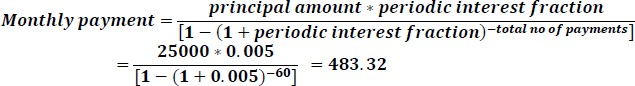 Monthly payment = principal amount * periodic interest fraction / [1 − (1 + periodic interest fraction)^−total no of payments]
= 25000 * 0.005 / [1 − (1 + 0.005)^−60] = 483.32